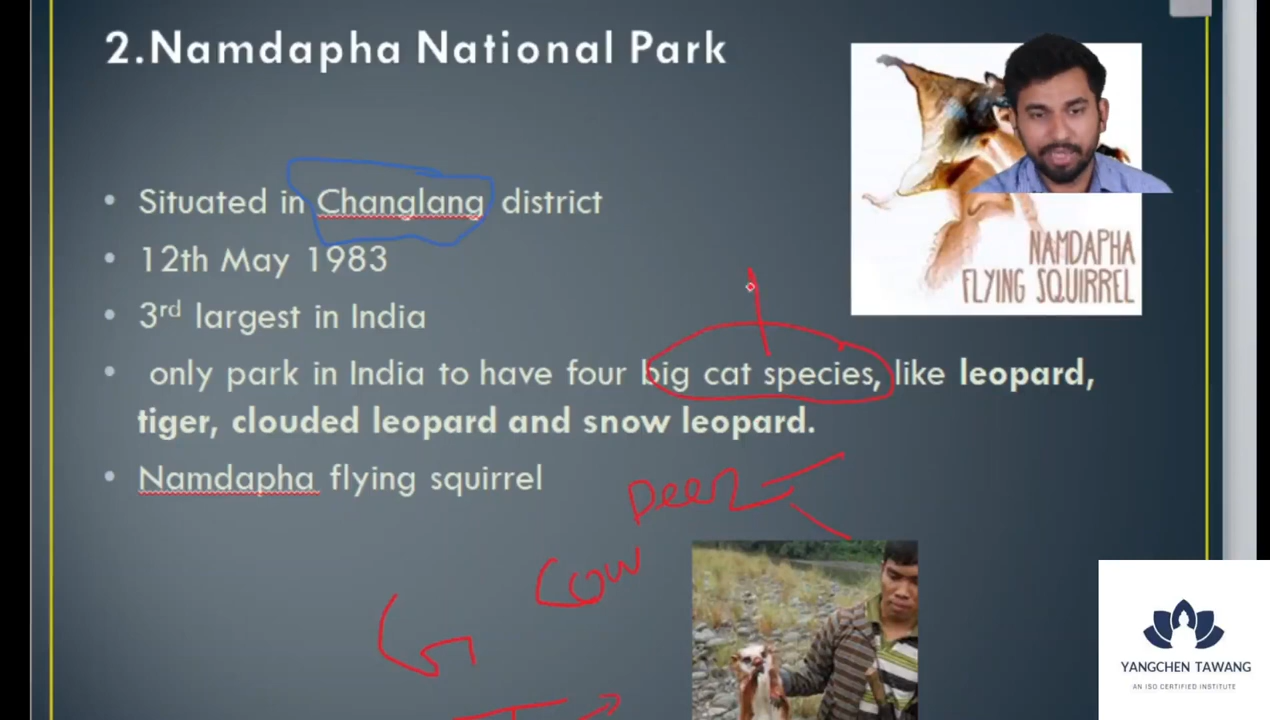 2.Namdapha National Park
• Situated in Changlang district
• 12th May 1983
• 3rd largest in India
• only park in India to have four big cat species, like leopard,
tiger, clouded leopard and snow leopard.
• Namdapha flying squirrel
NAMDAPHA
FLYING SQUIRREL
Deer
Cow
YANGCHEN TAWANG
AN ISO CERTIFIED INSTITUTE